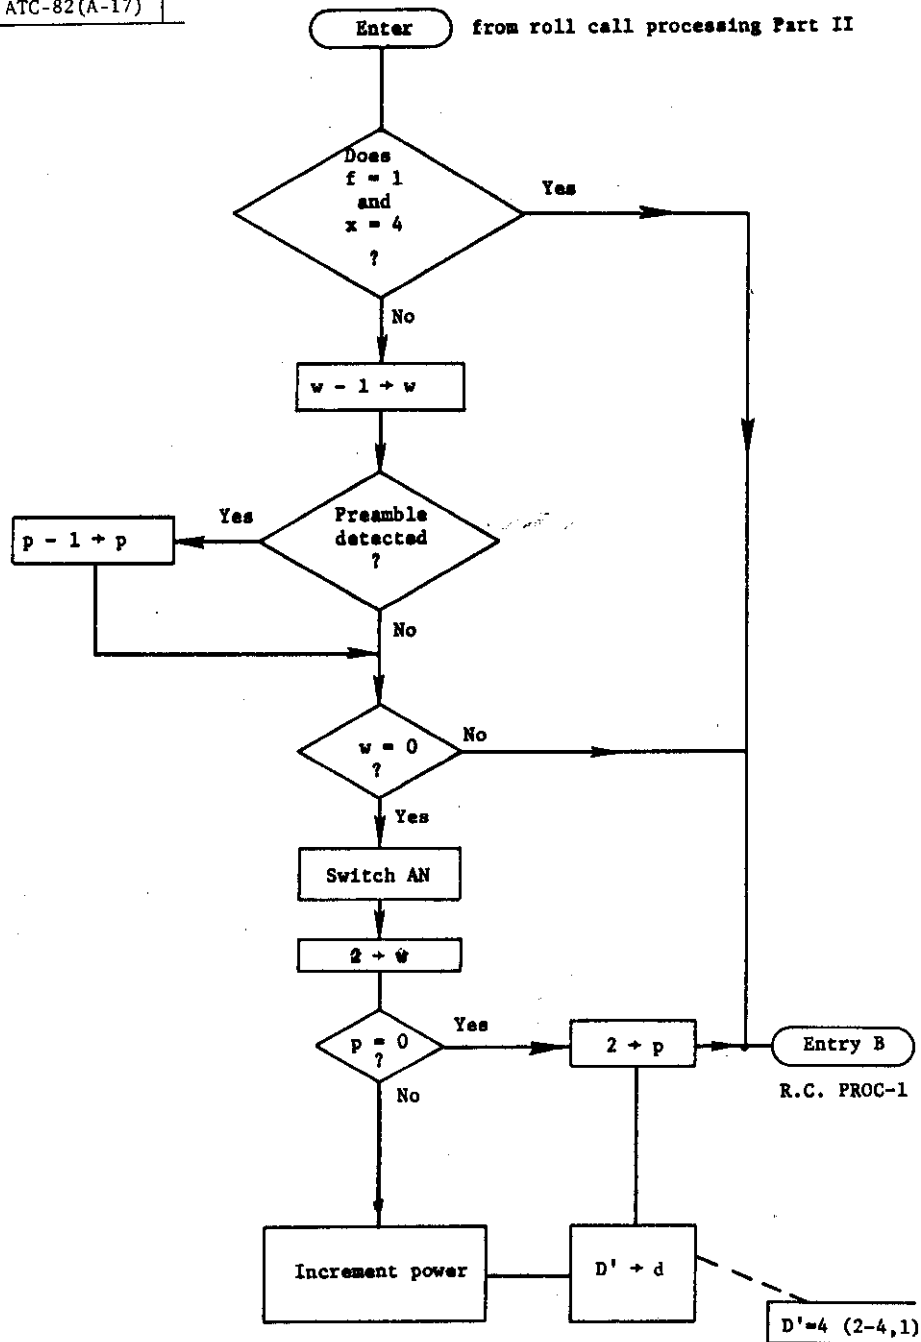 ATC-82(A-17)
Enter
from roll call processing Part II
Does
f = 1
and
x = 4
?
Yes
No
w - 1 → w
Preamble
detected
?
Yes
p - 1 → p
No
w = 0
?
No
Yes
Switch AN
2 → w
p = 0
?
Yes
2 → p
Entry B
R.C. PROC-1
No
Increment power
D' → d
D'=4 (2-4,1)